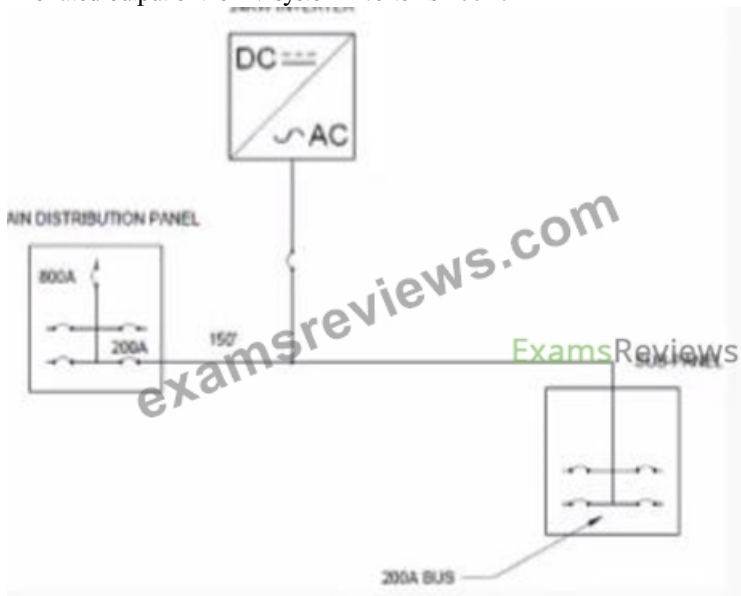 DC
AC
AIN DISTRIBUTION PANEL
800A
200A
150'
examsreviews.com
ExamsReviews
200A BUS